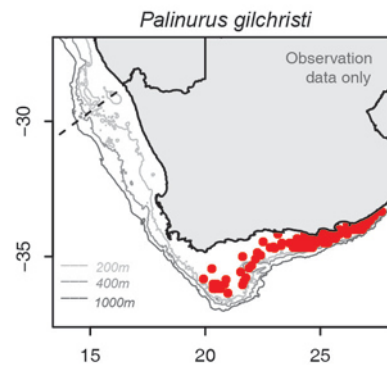 Palinurus gilchristi
Observation
data only
−30
−35
200m
400m
1000m
15
20
25